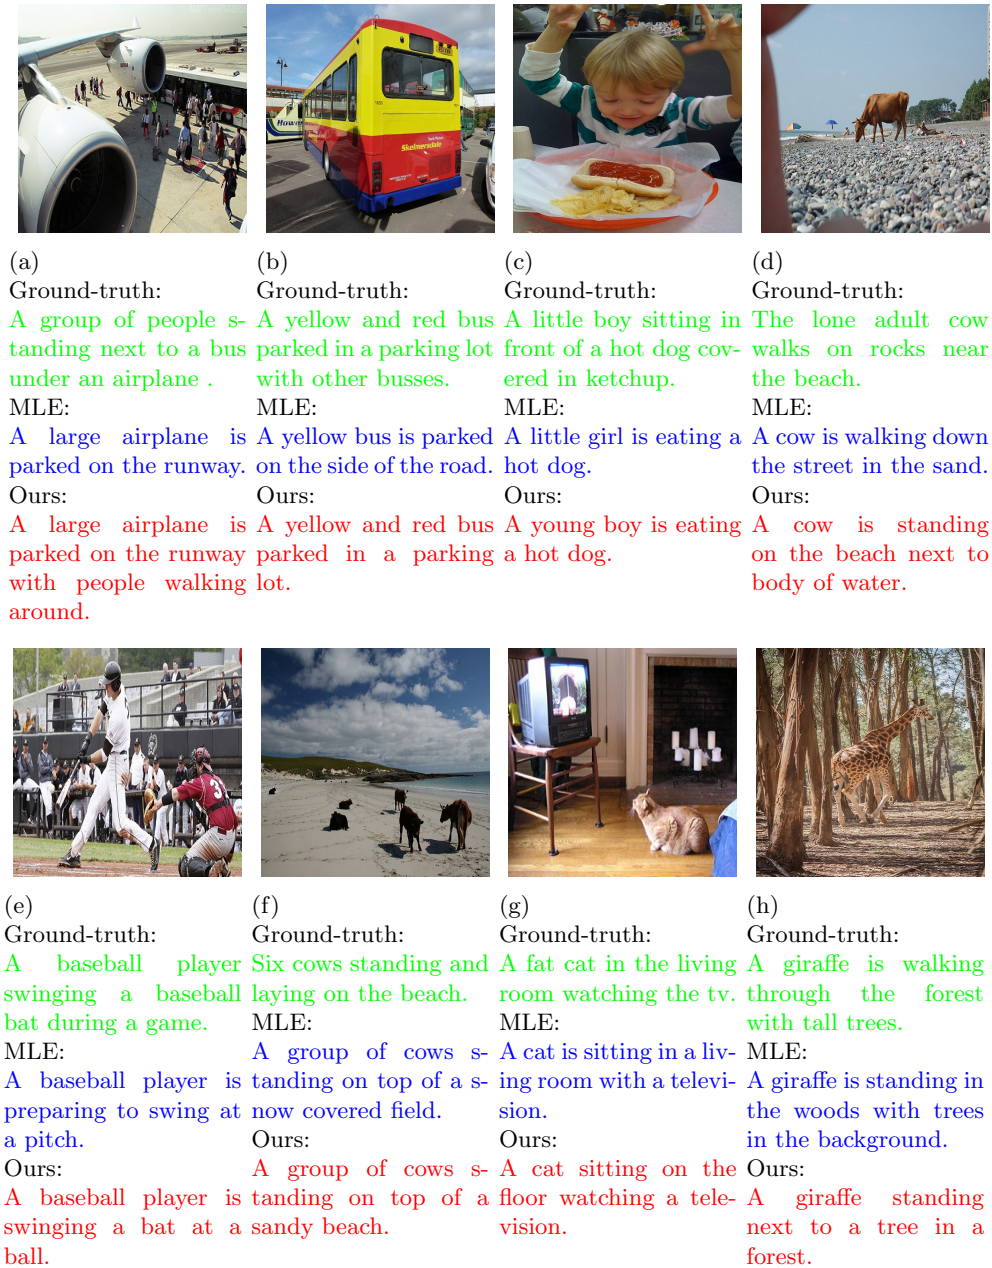 Howard
Skelmersdale
3
(a)
Ground-truth:
A group of people s-
tanding next to a bus
under an airplane .
MLE:
A large airplane is
parked on the runway.
Ours:
A large airplane is
parked on the runway
with people walking
around.
(b)
Ground-truth:
A yellow and red bus
parked in a parking lot
with other busses.
MLE:
A yellow bus is parked
on the side of the road.
Ours:
A yellow and red bus
parked in a parking
lot.
(c)
Ground-truth:
A little boy sitting in
front of a hot dog cov-
ered in ketchup.
MLE:
A little girl is eating a
hot dog.
Ours:
A young boy is eating
a hot dog.
(d)
Ground-truth:
The lone adult cow
walks on rocks near
the beach.
MLE:
A cow is walking down
the street in the sand.
Ours:
A cow is standing
on the beach next to
body of water.
(e)
Ground-truth:
A baseball player
swinging a baseball
bat during a game.
MLE:
A baseball player is
preparing to swing at
a pitch.
Ours:
A baseball player is
swinging a bat at a
ball.
(f)
Ground-truth:
Six cows standing and
laying on the beach.
MLE:
A group of cows s-
tanding on top of a s-
now covered field.
Ours:
A group of cows s-
tanding on top of a
sandy beach.
(g)
Ground-truth:
A fat cat in the living
room watching the tv.
MLE:
A cat is sitting in a liv-
ing room with a televi-
sion.
Ours:
A cat sitting on the
floor watching a tele-
vision.
(h)
Ground-truth:
A giraffe is walking
through the forest
with tall trees.
MLE:
A giraffe is standing in
the woods with trees
in the background.
Ours:
A giraffe standing
next to a tree in a
forest.